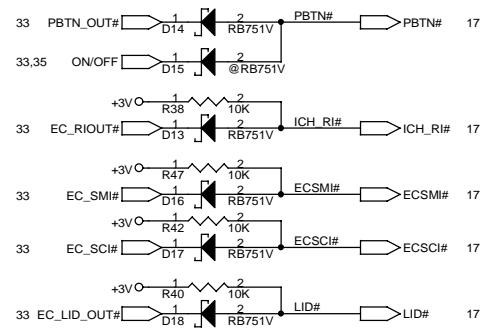 33 PBTN_OUT# 1 2 PBTN# PBTN# 17
D14 RB751V
33,35 ON/OFF 1 2
D15 @RB751V
+3V 1 2
R38 10K
33 EC_RIOUT# 1 2 ICH_RI# ICH_RI# 17
D13 RB751V
+3V 1 2
R47 10K
33 EC_SMI# 1 2 ECSMI# ECSMI# 17
D16 RB751V
+3V 1 2
R42 10K
33 EC_SCI# 1 2 ECSCI# ECSCI# 17
D17 RB751V
+3V 1 2
R40 10K
33 EC_LID_OUT# 1 2 LID# LID# 17
D18 RB751V